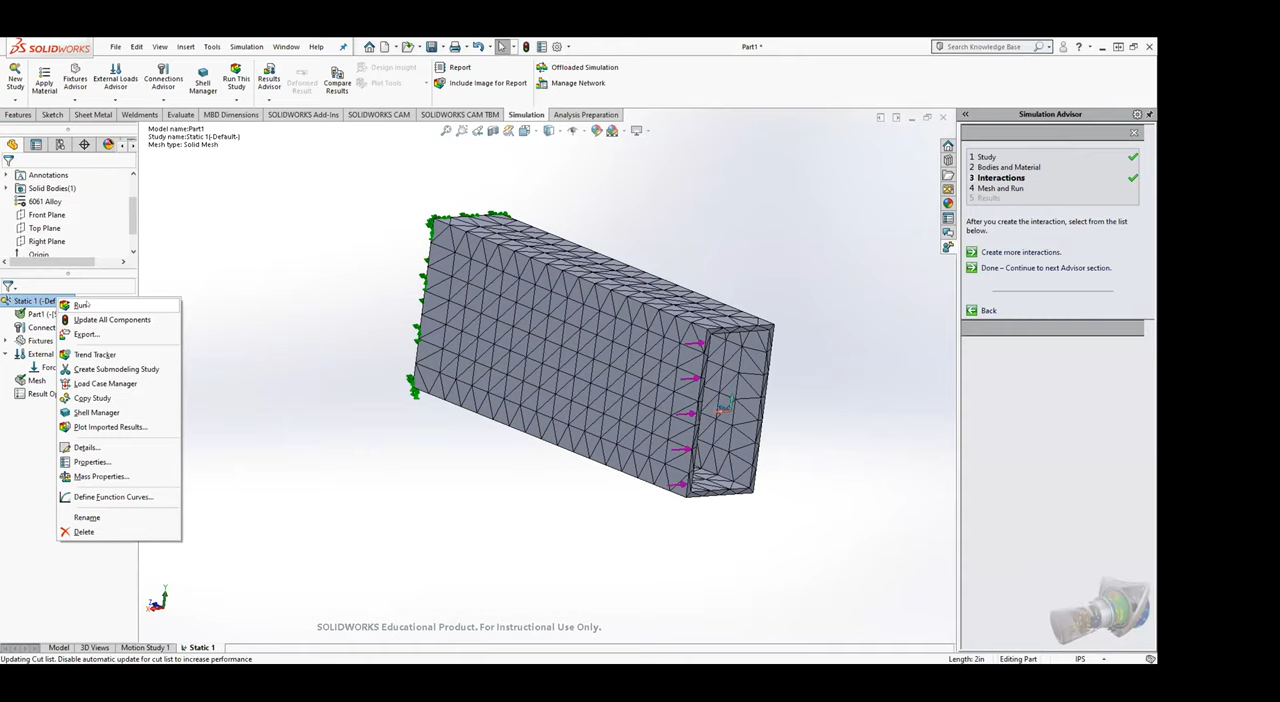 SOLIDWORKS File Edit View Insert Tools Simulation Window Help Part1 * Search Knowledge Base ?
New Study
Apply Material
Fixtures Advisor
External Loads Advisor
Connections Advisor
Shell Manager
Run This Study
Results Advisor
Deformed Result
Compare Results
Design Insight
Plot Tools
Report
Include Image for Report
Offloaded Simulation
Manage Network
Features Sketch Sheet Metal Weldments Evaluate MBD Dimensions SOLIDWORKS Add-Ins SOLIDWORKS CAM SOLIDWORKS CAM TBM Simulation Analysis Preparation
Model name:Part1
Study name:Static 1(-Default-)
Mesh type: Solid Mesh
Annotations
Solid Bodies(1)
6061 Alloy
Front Plane
Top Plane
Right Plane
Origin
Static 1 (-Def
Part1 (-[S
Connect
Fixtures
External
Forc
Mesh
Result Op
Run
Update All Components
Export...
Trend Tracker
Create Submodeling Study
Load Case Manager
Copy Study
Shell Manager
Plot Imported Results...
Details...
Properties...
Mass Properties...
Define Function Curves...
Rename
Delete
Y
X
Z
SOLIDWORKS Educational Product. For Instructional Use Only.
Simulation Advisor
1 Study
2 Bodies and Material
3 Interactions
4 Mesh and Run
5 Results
After you create the interaction, select from the list
below.
Create more interactions.
Done – Continue to next Advisor section.
Back
Model 3D Views Motion Study 1 Static 1
Updating Cut list. Disable automatic update for cut list to increase performance Length: 2in Editing Part IPS